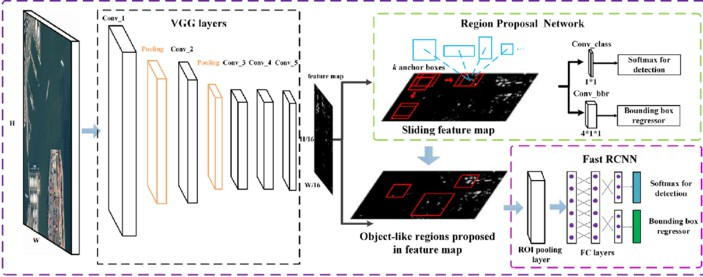 VGG layers
Conv_1
Pooling
Conv_2
Pooling
Conv_3
Conv_4
Conv_5
H
W
feature map
H/16
W/16
Region Proposal Network
k anchor boxes
...
Sliding feature map
Conv_class
1*1
Softmax for
detection
Conv_bbr
4*1*1
Bounding box
regressor
Object-like regions proposed
in feature map
Fast RCNN
ROI pooling
layer
FC layers
Softmax for
detection
Bounding box
regressor